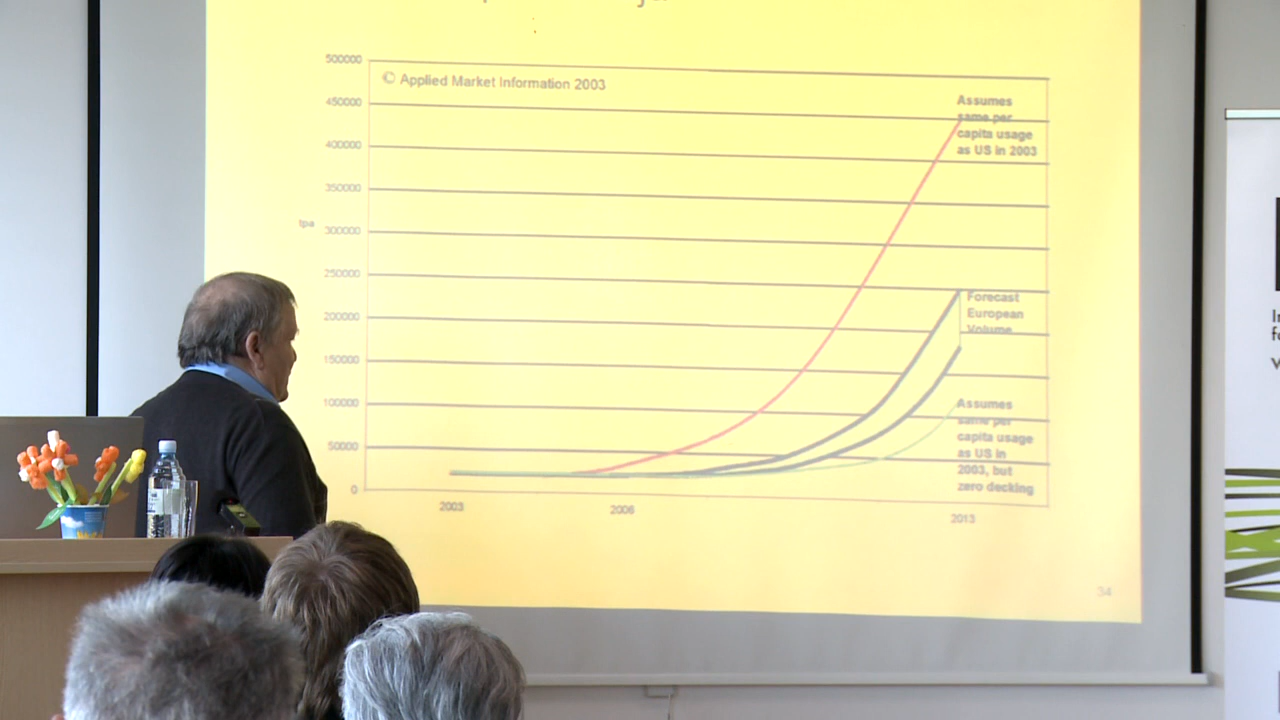 500000
© Applied Market Information 2003
450000
400000
350000
tpa
300000
250000
200000
150000
100000
50000
0
2003
2006
2013
Assumes
same per
capita usage
as US in 2003
Forecast
European
Volume
Assumes
same per
capita usage
as US in
2003, but
zero decking
34